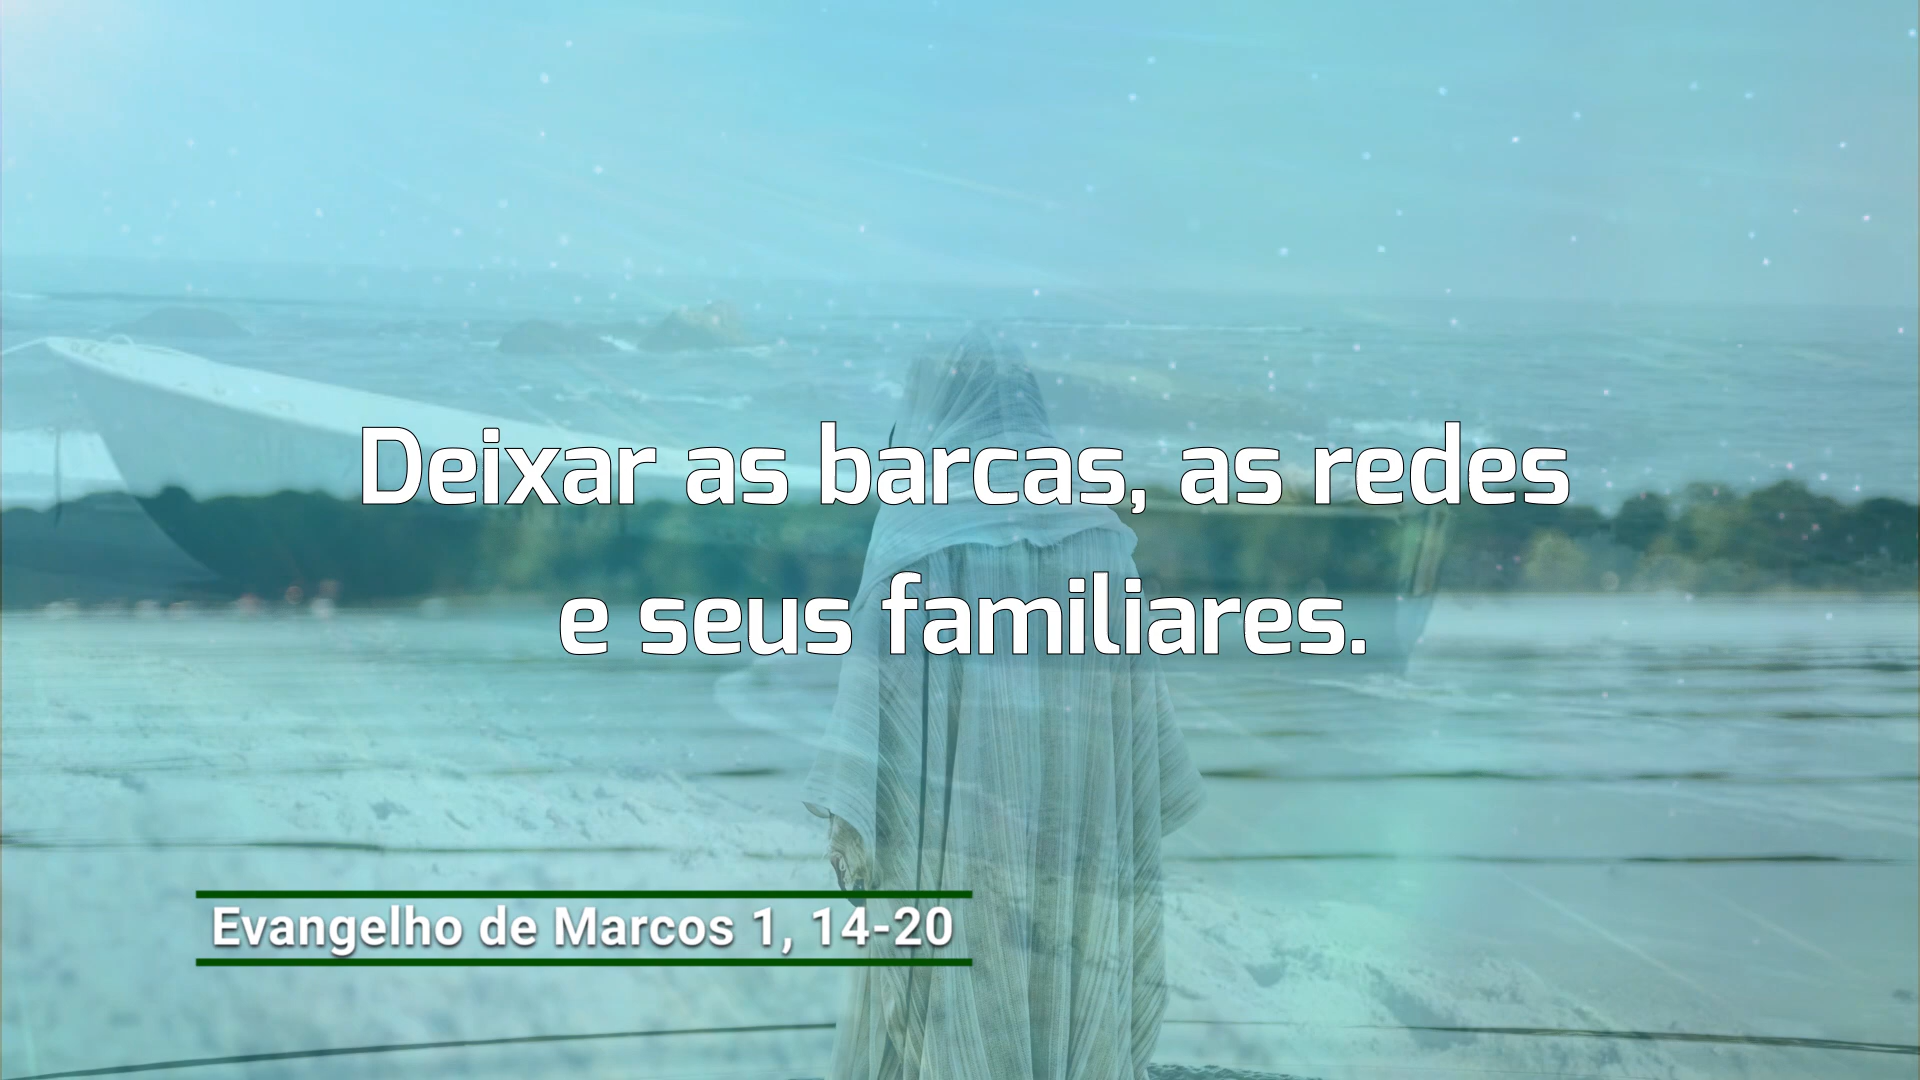 Deixar as barcas, as redes
e seus familiares.
Evangelho de Marcos 1, 14-20